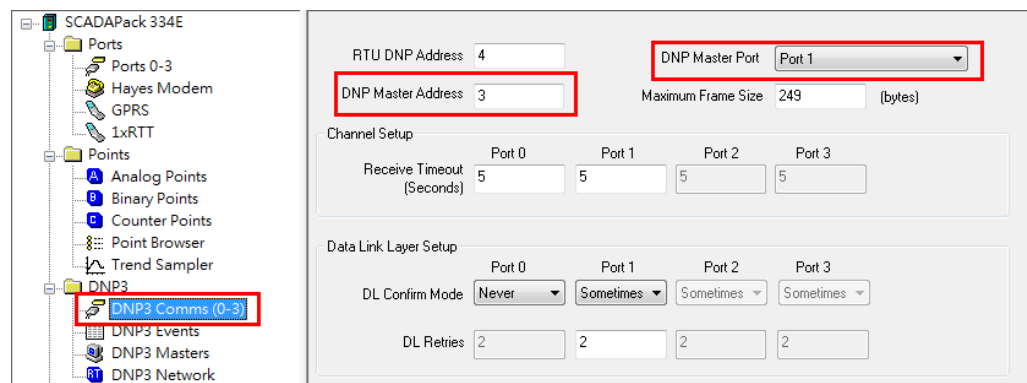 SCADAPack 334E
Ports
Ports 0-3
Hayes Modem
GPRS
1xRTT
Points
Analog Points
Binary Points
Counter Points
Point Browser
Trend Sampler
DNP3
DNP3 Comms (0-3)
DNP3 Events
DNP3 Masters
DNP3 Network
RTU DNP Address 4
DNP Master Port Port 1
DNP Master Address 3
Maximum Frame Size 249 (bytes)
Channel Setup
Port 0 Port 1 Port 2 Port 3
Receive Timeout (Seconds) 5 5 5 5
Data Link Layer Setup
Port 0 Port 1 Port 2 Port 3
DL Confirm Mode Never Sometimes Sometimes Sometimes
DL Retries 2 2 2 2